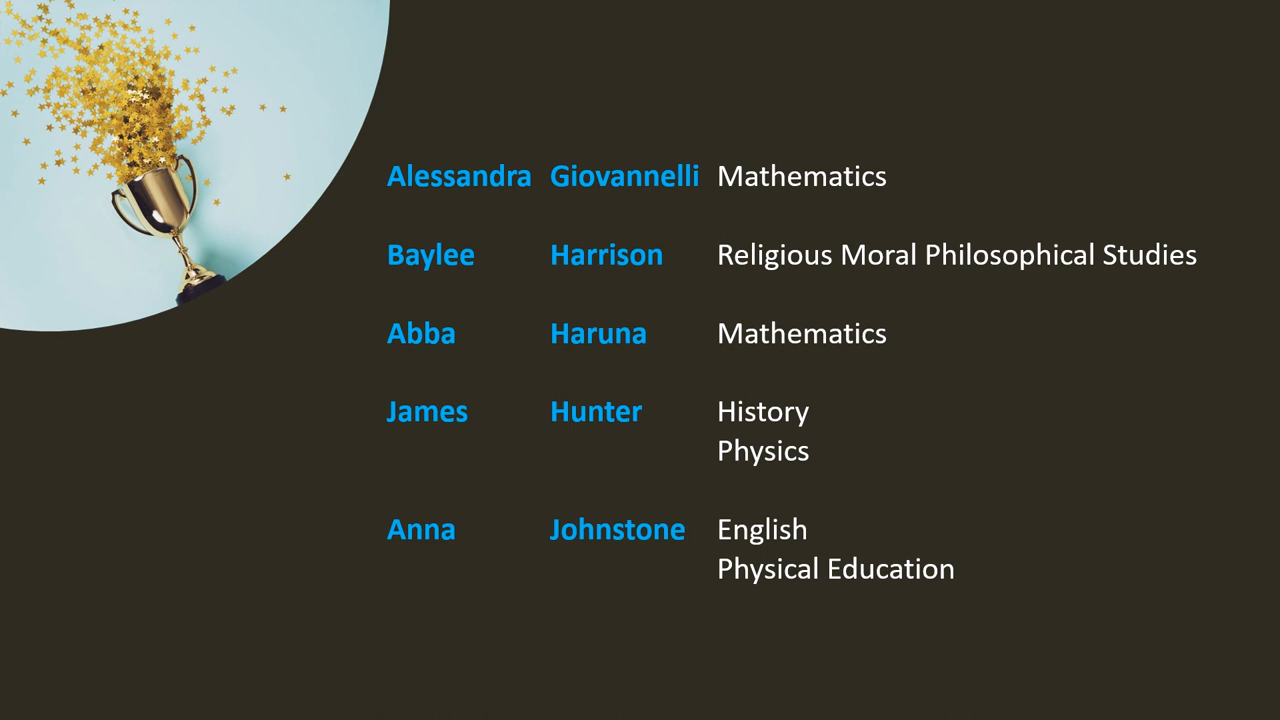 Alessandra Giovannelli Mathematics
Baylee Harrison Religious Moral Philosophical Studies
Abba Haruna Mathematics
James Hunter History
Physics
Anna Johnstone English
Physical Education